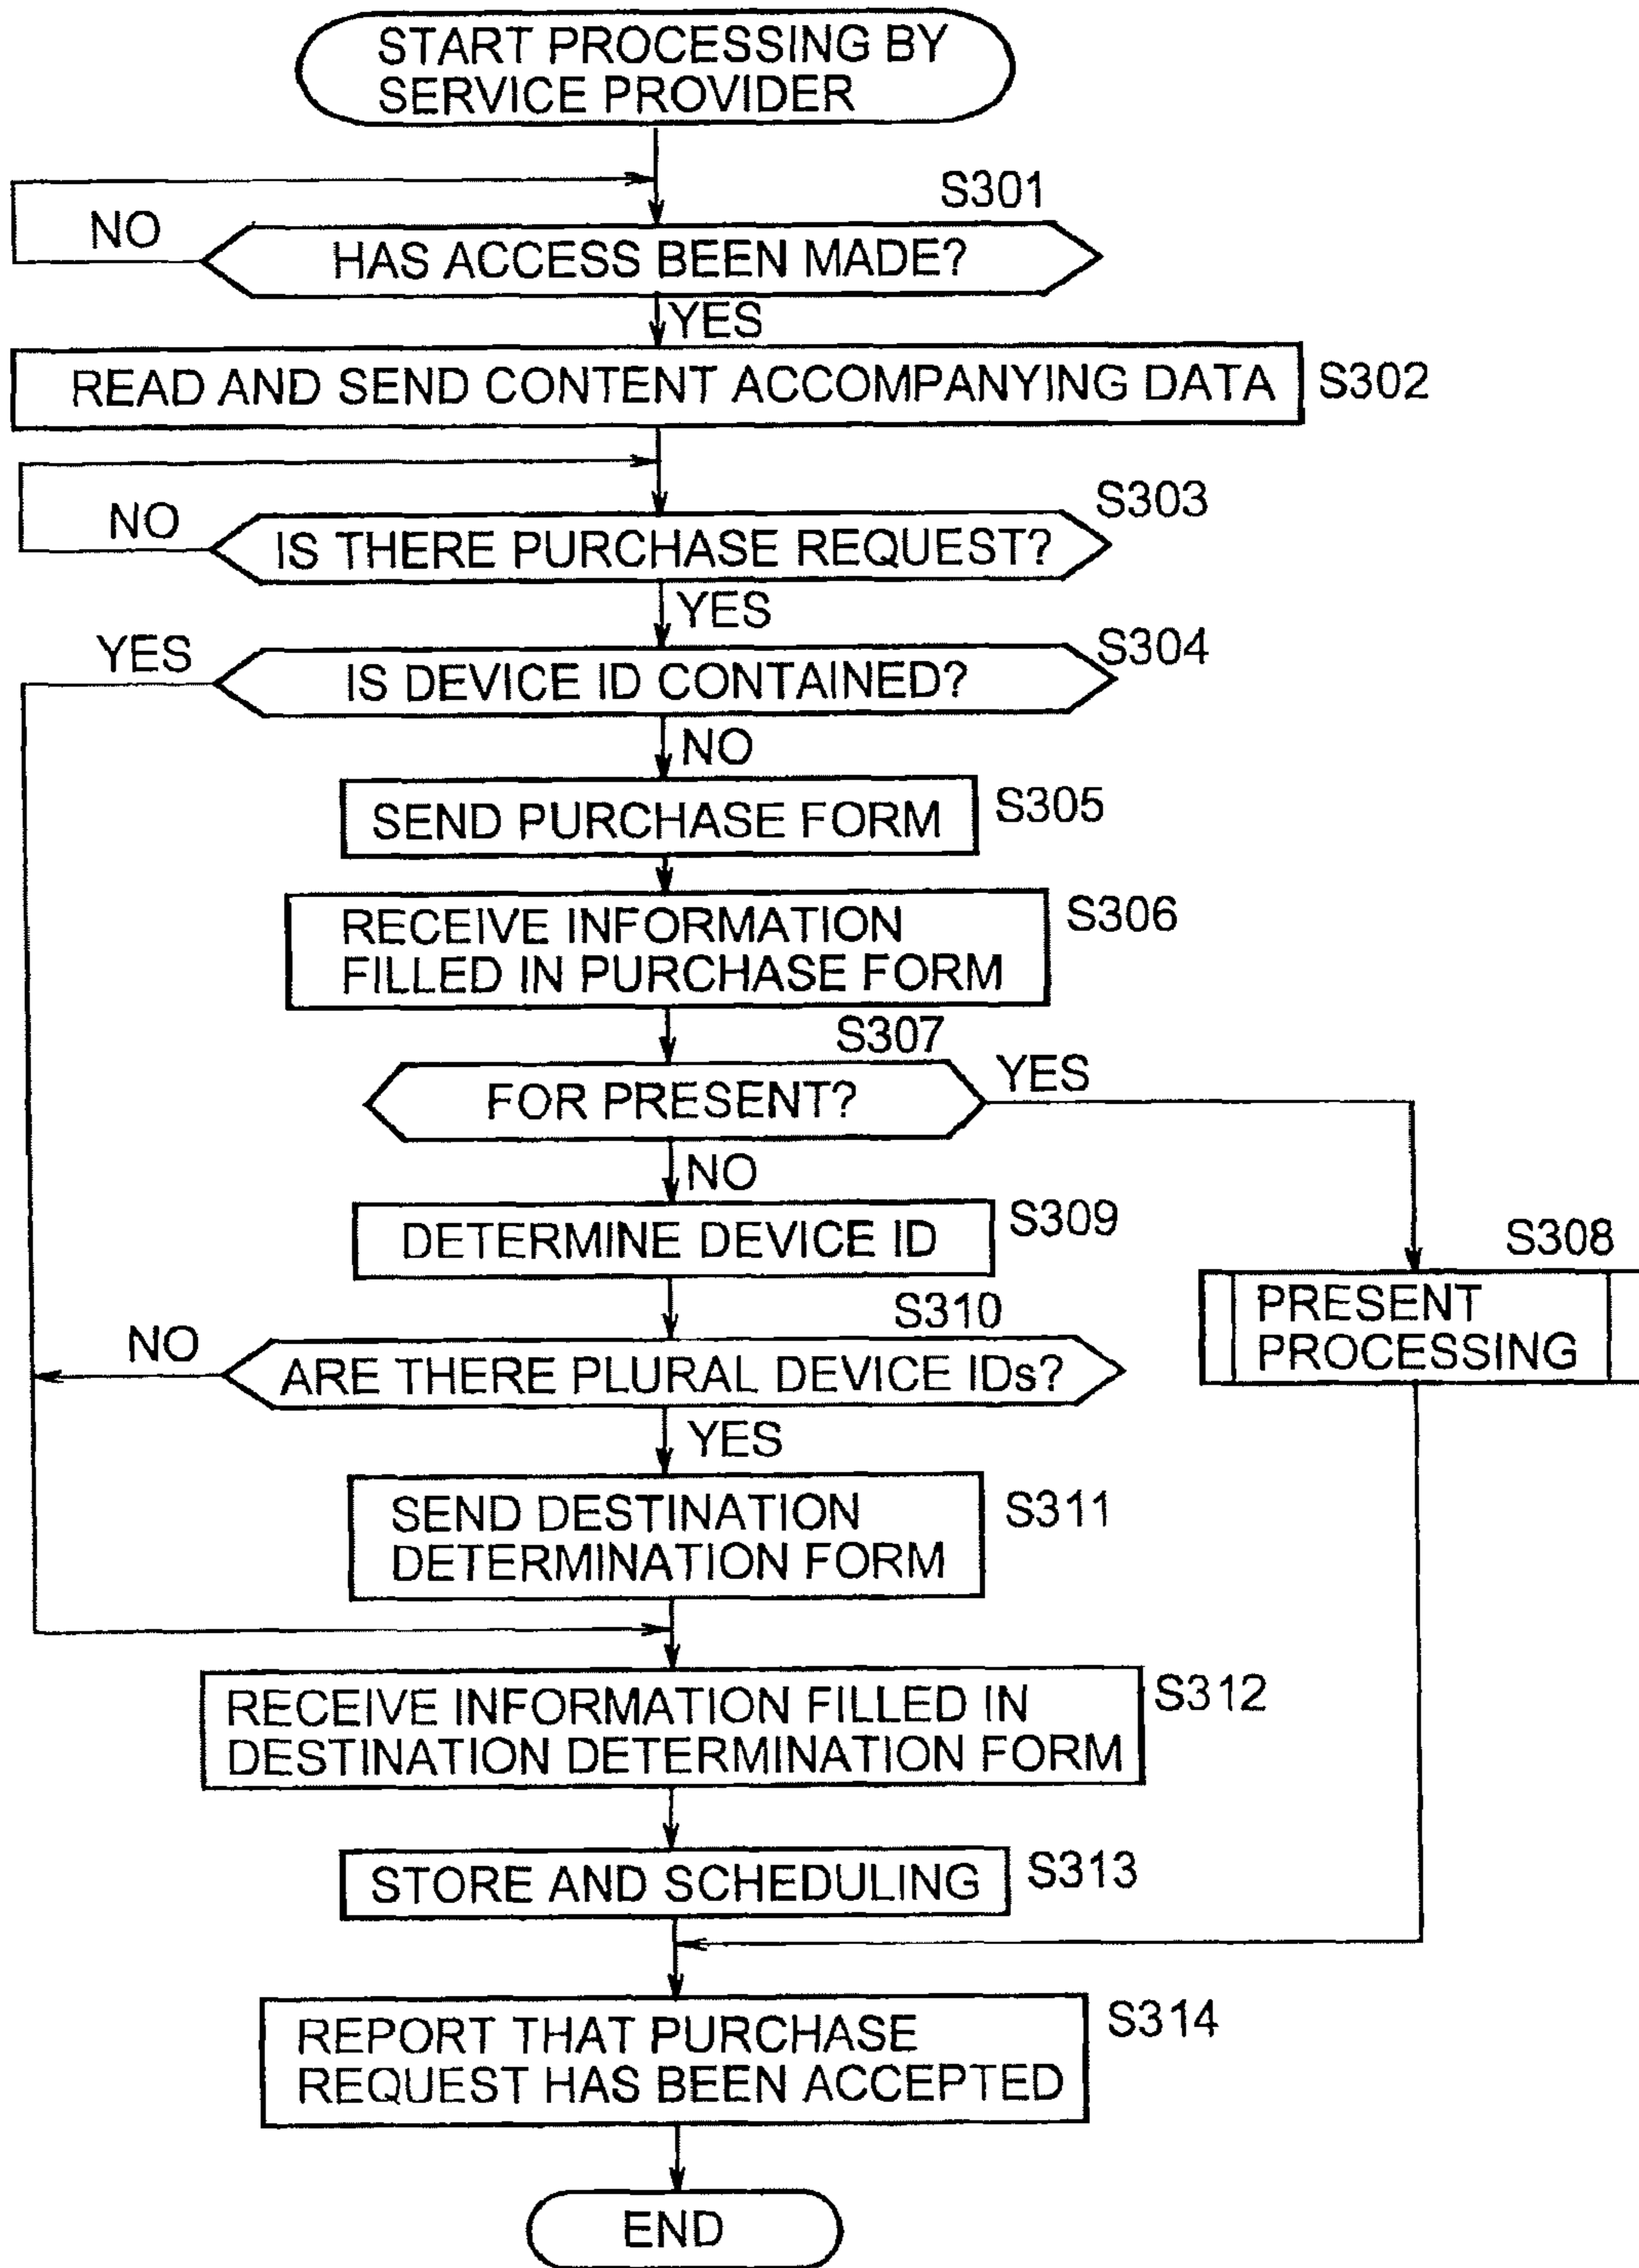 START PROCESSING BY
SERVICE PROVIDER
S301
NO
HAS ACCESS BEEN MADE?
YES
READ AND SEND CONTENT ACCOMPANYING DATA
S302
S303
NO
IS THERE PURCHASE REQUEST?
YES
YES
S304
IS DEVICE ID CONTAINED?
NO
SEND PURCHASE FORM
S305
RECEIVE INFORMATION
FILLED IN PURCHASE FORM
S306
S307
FOR PRESENT?
YES
NO
DETERMINE DEVICE ID
S309
S308
PRESENT
PROCESSING
S310
NO
ARE THERE PLURAL DEVICE IDs?
YES
SEND DESTINATION
DETERMINATION FORM
S311
RECEIVE INFORMATION FILLED IN
DESTINATION DETERMINATION FORM
S312
STORE AND SCHEDULING
S313
REPORT THAT PURCHASE
REQUEST HAS BEEN ACCEPTED
S314
END